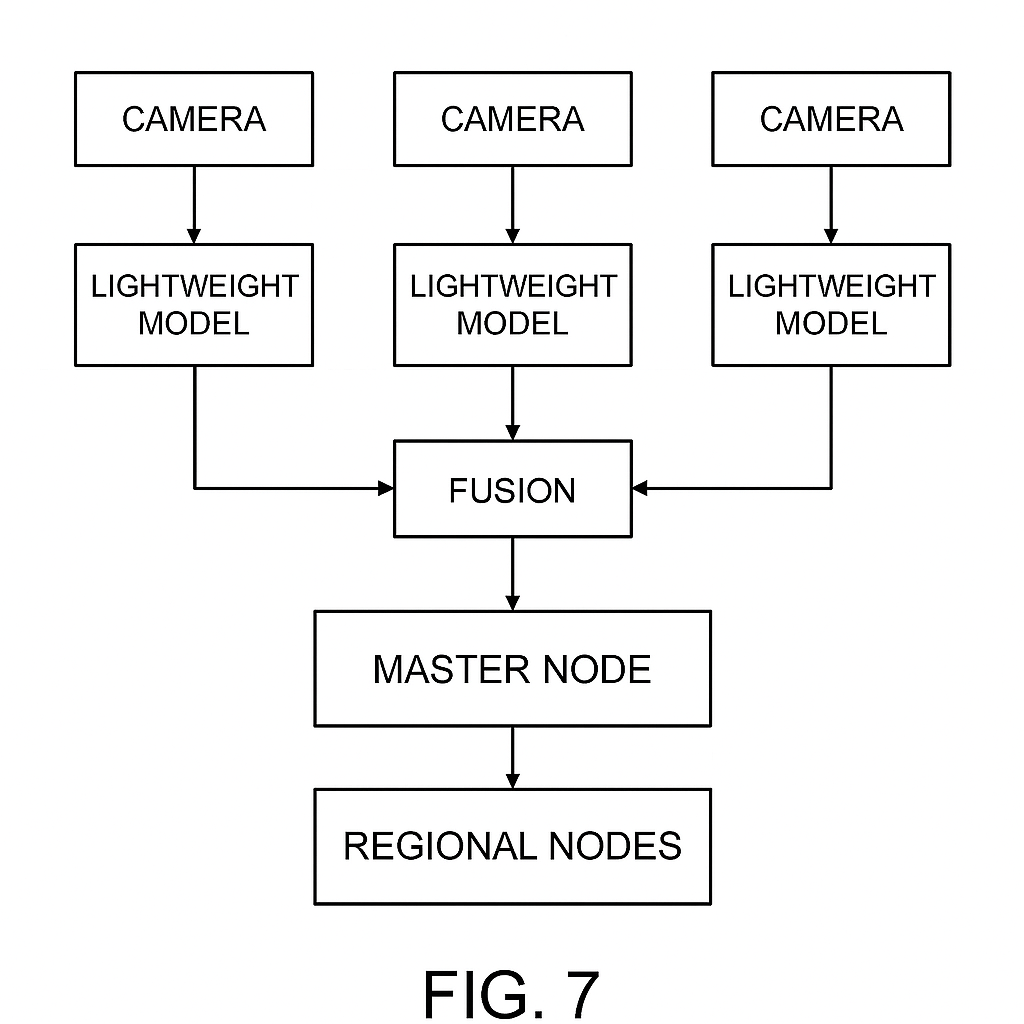 CAMERA
CAMERA
CAMERA
LIGHTWEIGHT
MODEL
LIGHTWEIGHT
MODEL
LIGHTWEIGHT
MODEL
FUSION
MASTER NODE
REGIONAL NODES
FIG. 7